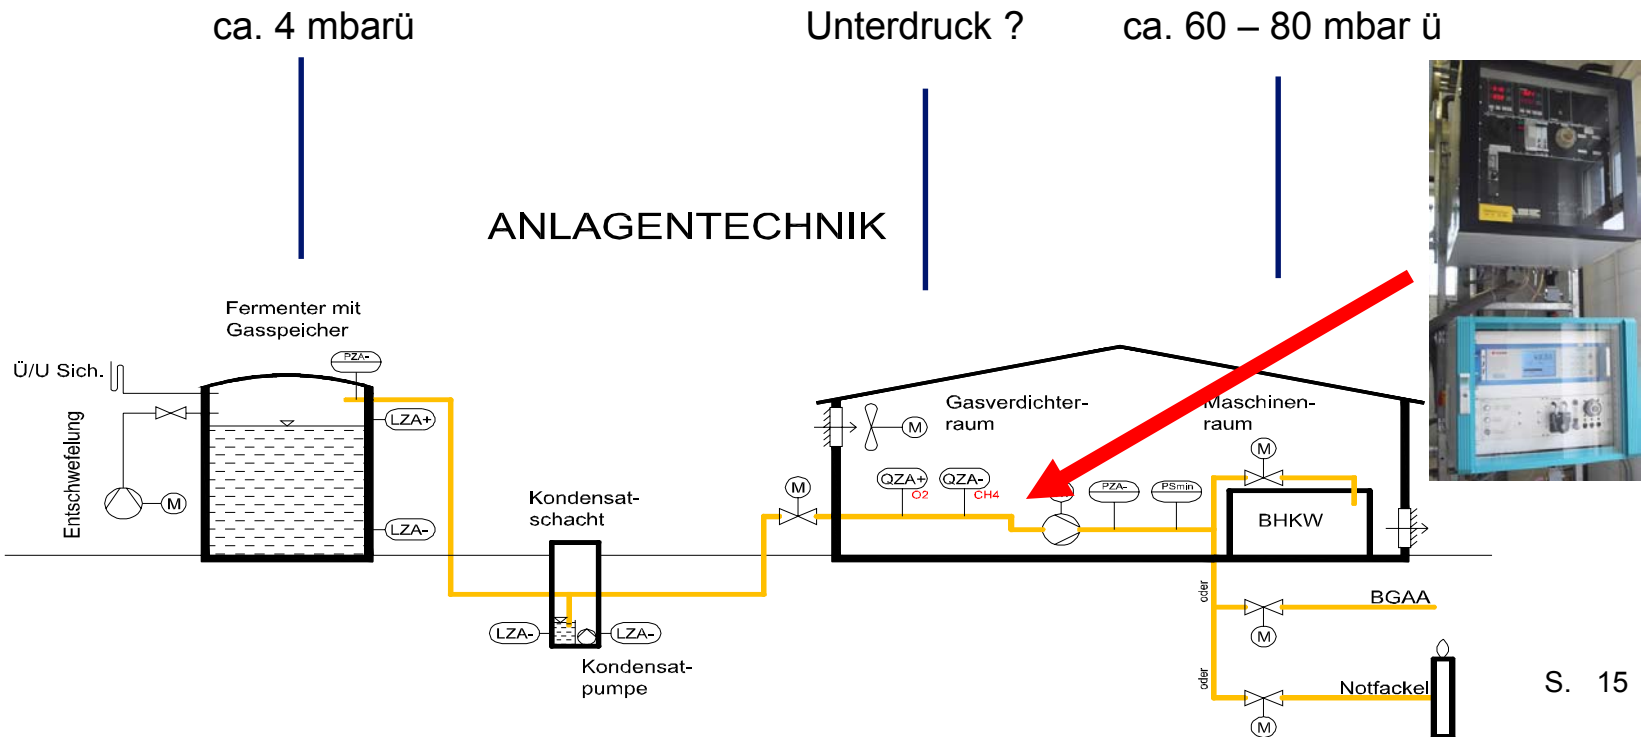 ca. 4 mbarü
Unterdruck ?
ca. 60 – 80 mbar ü
ANLAGENTECHNIK
Fermenter mit
Gasspeicher
PZA-
Ü/U Sich.
LZA+
Entschwefelung
M
LZA-
Kondensat-
schacht
LZA-
LZA-
Kondensat-
pumpe
M
M
Gasverdichter-
raum
Maschinen-
raum
QZA+
O2
QZA-
CH4
PZA-
PSmin
M
BHKW
oder
BGAA
M
oder
Notfackel
M
S. 15